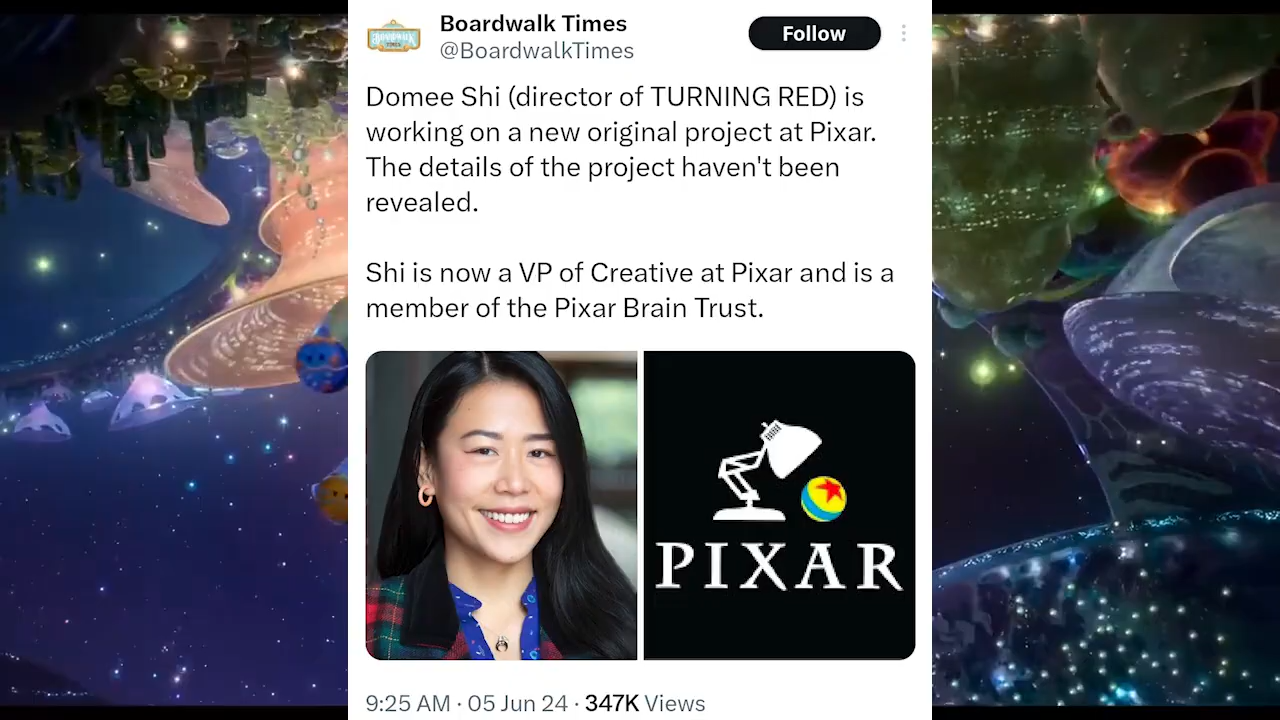 Boardwalk Times
@BoardwalkTimes
Follow
BOARDWALK
TIMES
Domee Shi (director of TURNING RED) is
working on a new original project at Pixar.
The details of the project haven't been
revealed.
Shi is now a VP of Creative at Pixar and is a
member of the Pixar Brain Trust.
PIXAR
9:25 AM · 05 Jun 24 · 347K Views